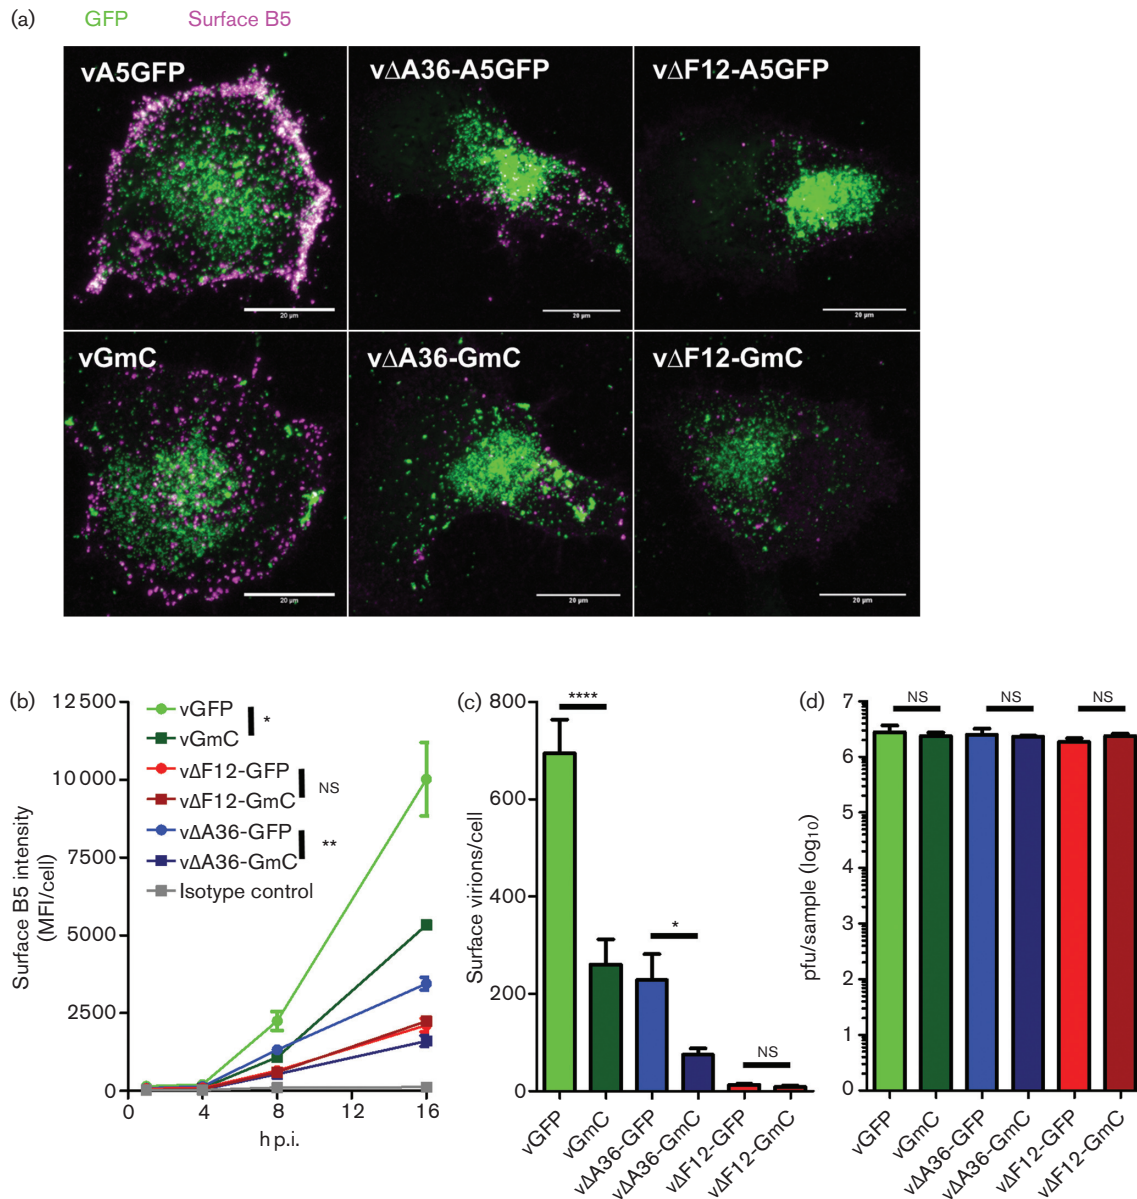 (a) GFP Surface B5
vA5GFP vΔA36-A5GFP vΔF12-A5GFP
20 µm 20 µm 20 µm
vGmC vΔA36-GmC vΔF12-GmC
20 µm 20 µm 20 µm
(b)
Surface B5 intensity
(MFI/cell)
12 500
10 000
7500
5000
2500
0
vGFP
vGmC
*
vΔF12-GFP
vΔF12-GmC
NS
vΔA36-GFP
vΔA36-GmC
**
Isotype control
0 4 8 12 16
h p.i.
(c)
Surface virions/cell
800
600
400
200
0
**** * NS
vGFP
vGmC
vΔA36-GFP
vΔA36-GmC
vΔF12-GFP
vΔF12-GmC
(d)
pfu/sample (log10)
7
6
5
4
3
2
1
0
NS NS NS
vGFP
vGmC
vΔA36-GFP
vΔA36-GmC
vΔF12-GFP
vΔF12-GmC